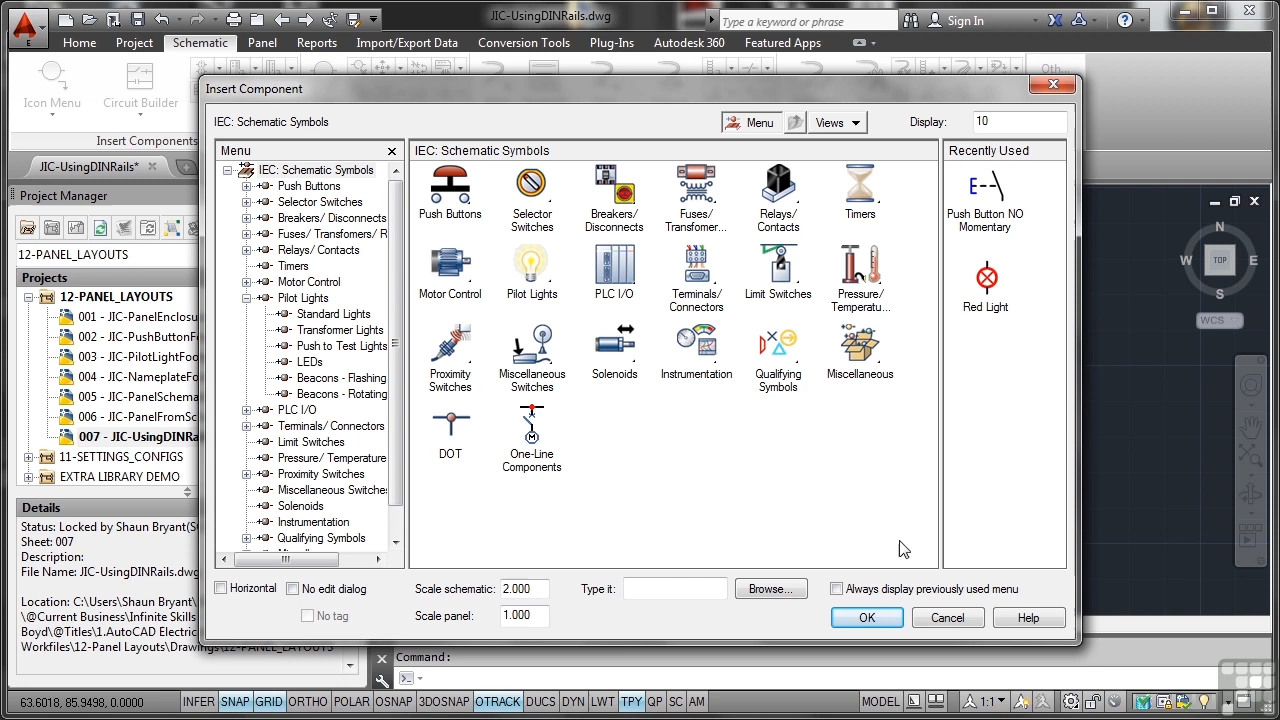 JIC-UsingDINRails.dwg
Type a keyword or phrase
Sign In
E
Home Project Schematic Panel Reports Import/Export Data Conversion Tools Plug-Ins Autodesk 360 Featured Apps
Icon Menu
Circuit Builder
Insert Components
JIC-UsingDINRails*
Project Manager
12-PANEL_LAYOUTS
Projects
12-PANEL_LAYOUTS
001 - JIC-PanelEnclosu
002 - JIC-PushButtonFo
003 - JIC-PilotLightFoo
004 - JIC-NameplateFo
005 - JIC-PanelSchema
006 - JIC-PanelFromSc
007 - JIC-UsingDINRa
11-SETTINGS_CONFIGS
EXTRA LIBRARY DEMO
Details
Status: Locked by Shaun Bryant(S
Sheet: 007
Description:
File Name: JIC-UsingDINRails.dwg
Location: C:\Users\Shaun Bryant\
\@Current Business\Infinite Skills
Boyd\@Titles\1.AutoCAD Electric
Workfiles\12-Panel Layouts\Drawings\12-PANEL_LAYOUTS
Insert Component
IEC: Schematic Symbols
Menu
Views
Display:
10
Menu
IEC: Schematic Symbols
Push Buttons
Selector Switches
Breakers/ Disconnects
Fuses/ Transfomers/ R
Relays/ Contacts
Timers
Motor Control
Pilot Lights
Standard Lights
Transformer Lights
Push to Test Lights
LEDs
Beacons - Flashing
Beacons - Rotating
PLC I/O
Terminals/ Connectors
Limit Switches
Pressure/ Temperature
Proximity Switches
Miscellaneous Switche
Solenoids
Instrumentation
Qualifying Symbols
IEC: Schematic Symbols
Push Buttons
Selector
Switches
Breakers/
Disconnects
Fuses/
Transfomer...
Relays/
Contacts
Timers
Motor Control
Pilot Lights
PLC I/O
Terminals/
Connectors
Limit Switches
Pressure/
Temperatu...
Proximity
Switches
Miscellaneous
Switches
Solenoids
Instrumentation
Qualifying
Symbols
Miscellaneous
DOT
M
One-Line
Components
Recently Used
Push Button NO
Momentary
Red Light
Horizontal
No edit dialog
No tag
Scale schematic:
2.000
Scale panel:
1.000
Type it:
Browse...
Always display previously used menu
OK
Cancel
Help
N
W
TOP
E
S
WCS
Command:
63.6018, 85.9498, 0.0000
INFER SNAP GRID ORTHO POLAR OSNAP 3DOSNAP OTRACK DUCS DYN LWT TPY QP SC AM
MODEL
1:1